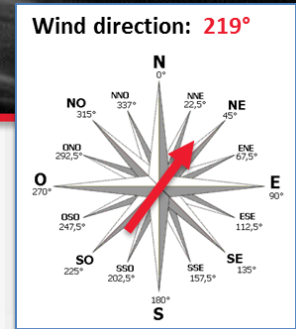 Wind direction: 219°
N
0°
NNO
337°
NNE
22,5°
NO
315°
NE
45°
ONO
292,5°
ENE
67,5°
O
270°
E
90°
OSO
247,5°
ESE
112,5°
SO
225°
SE
135°
SSO
202,5°
SSE
157,5°
180°
S